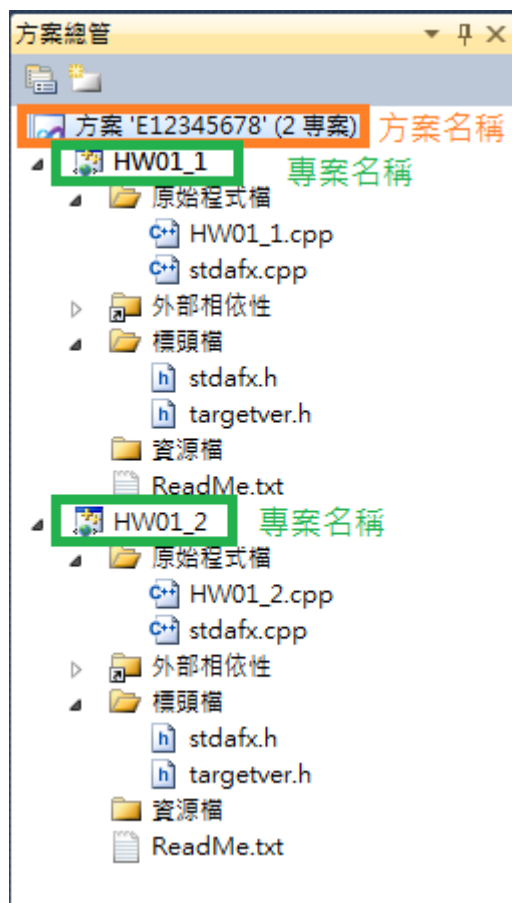 方案總管
方案 'E12345678' (2 專案) 方案名稱
HW01_1 專案名稱
原始程式檔
HW01_1.cpp
stdafx.cpp
外部相依性
標頭檔
stdafx.h
targetver.h
資源檔
ReadMe.txt
HW01_2 專案名稱
原始程式檔
HW01_2.cpp
stdafx.cpp
外部相依性
標頭檔
stdafx.h
targetver.h
資源檔
ReadMe.txt